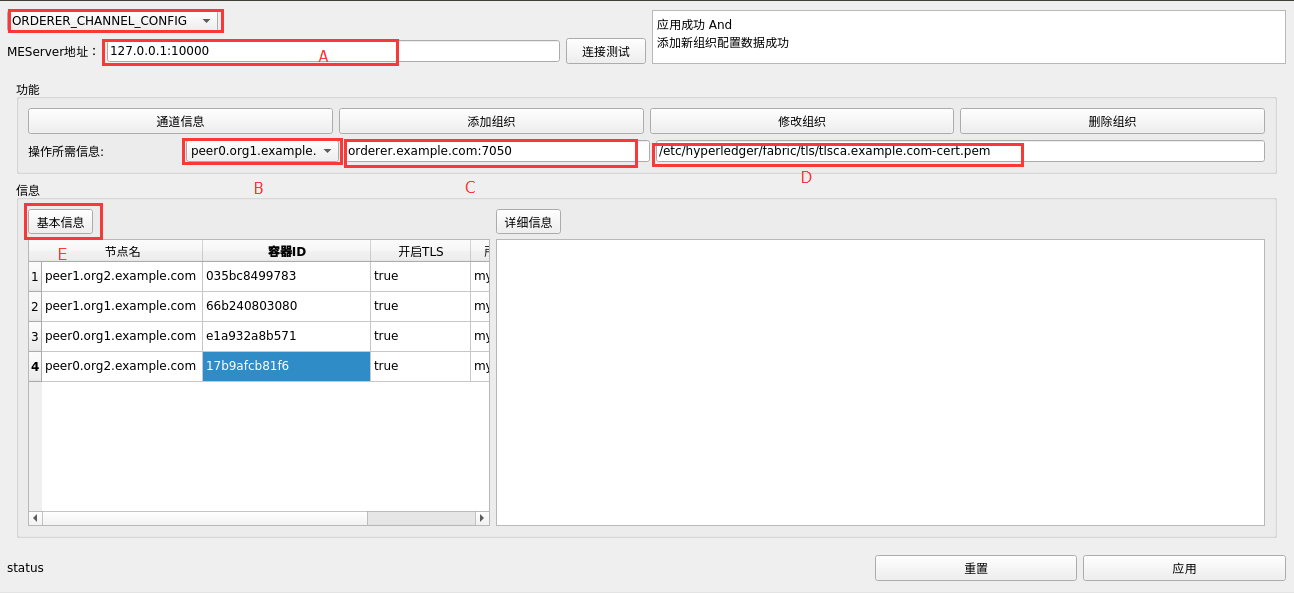 ORDERER_CHANNEL_CONFIG
应用成功 And
添加新组织配置数据成功
MEServer地址：
127.0.0.1:10000
A
连接测试
功能
通道信息
添加组织
修改组织
删除组织
操作所需信息:
peer0.org1.example.
orderer.example.com:7050
/etc/hyperledger/fabric/tls/tlsca.example.com-cert.pem
B
C
D
信息
基本信息
详细信息
E
节点名 容器ID 开启TLS
1 peer1.org2.example.com 035bc8499783 true my
2 peer1.org1.example.com 66b240803080 true my
3 peer0.org1.example.com e1a932a8b571 true my
4 peer0.org2.example.com 17b9afcb81f6 true my
status
重置
应用